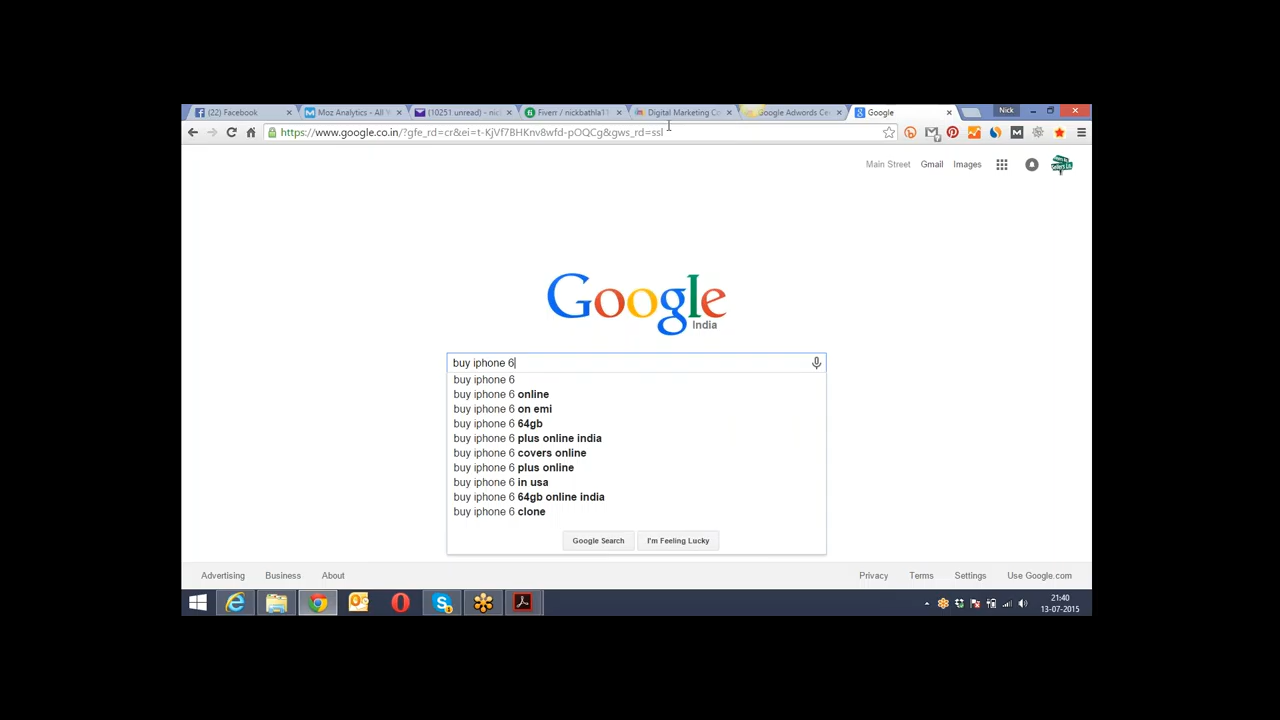 (22) Facebook
Moz Analytics - All
(10251 unread) - nic
Fiverr / nickbathla11
Digital Marketing Co
Google Adwords Ce
Google
Nick
https://www.google.co.in/?gfe_rd=cr&ei=t-KjVf7BHKnv8wfd-pOQCg&gws_rd=ssl
Main Street Gmail Images
Google
India
buy iphone 6
buy iphone 6
buy iphone 6 online
buy iphone 6 on emi
buy iphone 6 64gb
buy iphone 6 plus online india
buy iphone 6 covers online
buy iphone 6 plus online
buy iphone 6 in usa
buy iphone 6 64gb online india
buy iphone 6 clone
Google Search I'm Feeling Lucky
Advertising Business About Privacy Terms Settings Use Google.com
21:40
13-07-2015